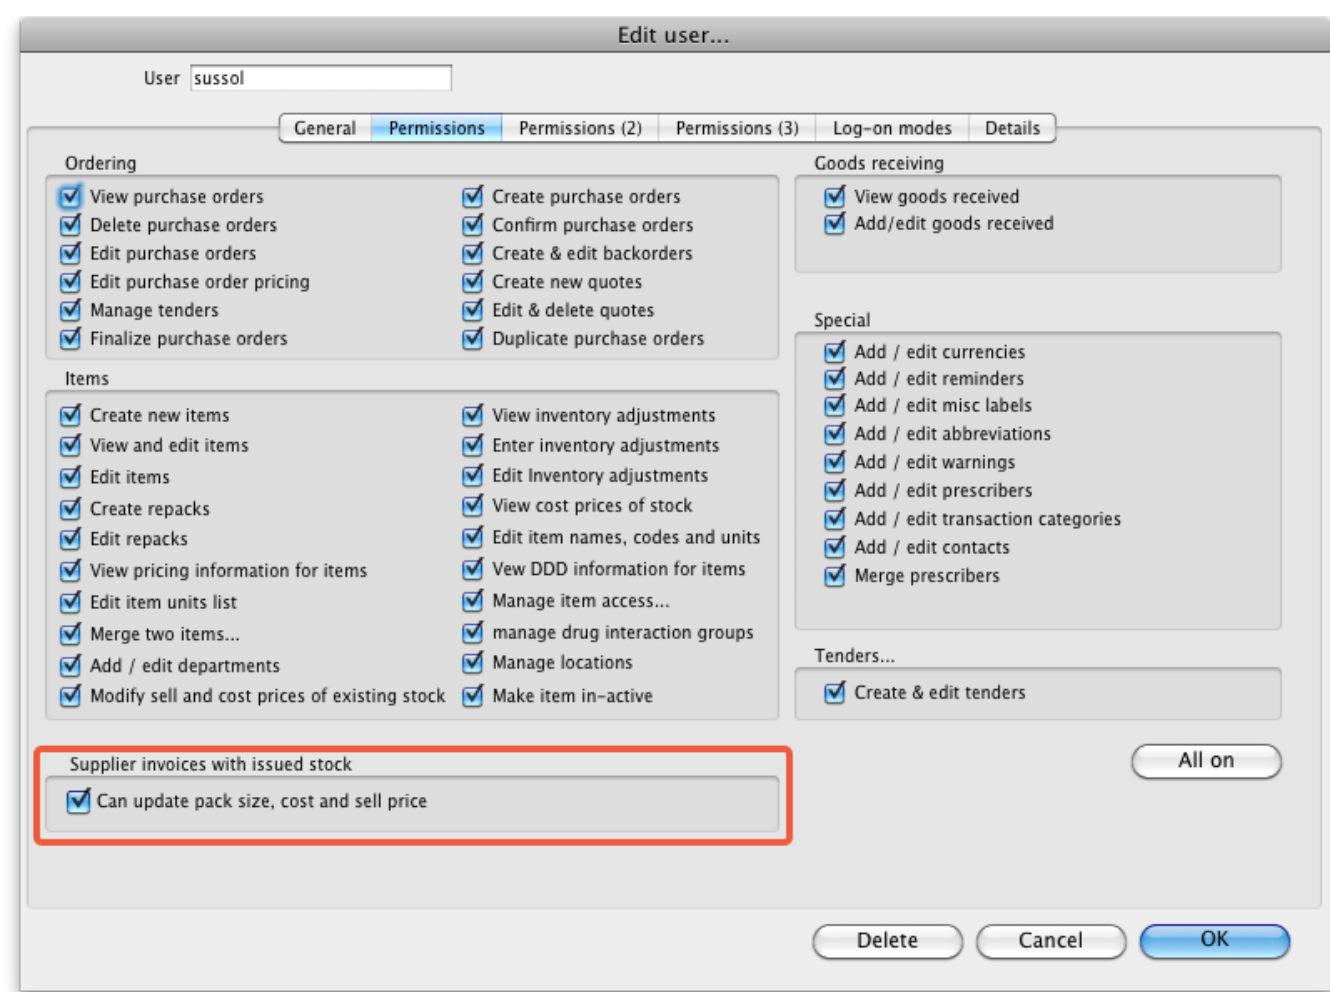 Edit user...
User sussol
General Permissions Permissions (2) Permissions (3) Log-on modes Details
Ordering
View purchase orders
Delete purchase orders
Edit purchase orders
Edit purchase order pricing
Manage tenders
Finalize purchase orders
Create purchase orders
Confirm purchase orders
Create & edit backorders
Create new quotes
Edit & delete quotes
Duplicate purchase orders
Items
Create new items
View and edit items
Edit items
Create repacks
Edit repacks
View pricing information for items
Edit item units list
Merge two items...
Add / edit departments
Modify sell and cost prices of existing stock
View inventory adjustments
Enter inventory adjustments
Edit Inventory adjustments
View cost prices of stock
Edit item names, codes and units
Vew DDD information for items
Manage item access...
manage drug interaction groups
Manage locations
Make item in-active
Supplier invoices with issued stock
Can update pack size, cost and sell price
Goods receiving
View goods received
Add/edit goods received
Special
Add / edit currencies
Add / edit reminders
Add / edit misc labels
Add / edit abbreviations
Add / edit warnings
Add / edit prescribers
Add / edit transaction categories
Add / edit contacts
Merge prescribers
Tenders...
Create & edit tenders
All on
Delete Cancel OK